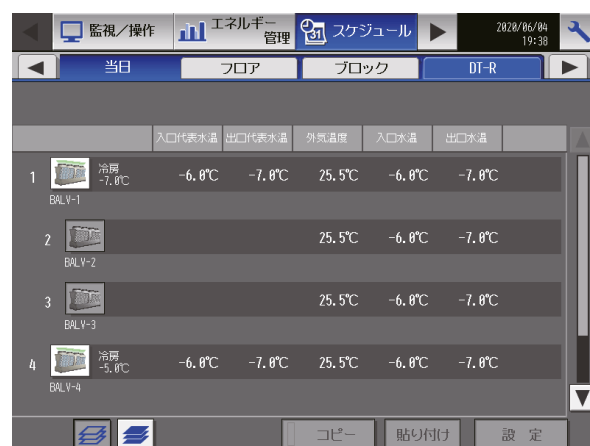 監視／操作
エネルギー
管理
31
スケジュール
2020/06/04
19:38
当日 フロア ブロック DT-R
入口代表水温 出口代表水温 外気温度 入口水温 出口水温
1 冷房
-7.0℃ -6.0℃ -7.0℃ 25.5℃ -6.0℃ -7.0℃
BALV-1
2 25.5℃ -6.0℃ -7.0℃
BALV-2
3 25.5℃ -6.0℃ -7.0℃
BALV-3
4 冷房
-5.0℃ -6.0℃ -7.0℃ 25.5℃ -6.0℃ -7.0℃
BALV-4
コピー 貼り付け 設 定